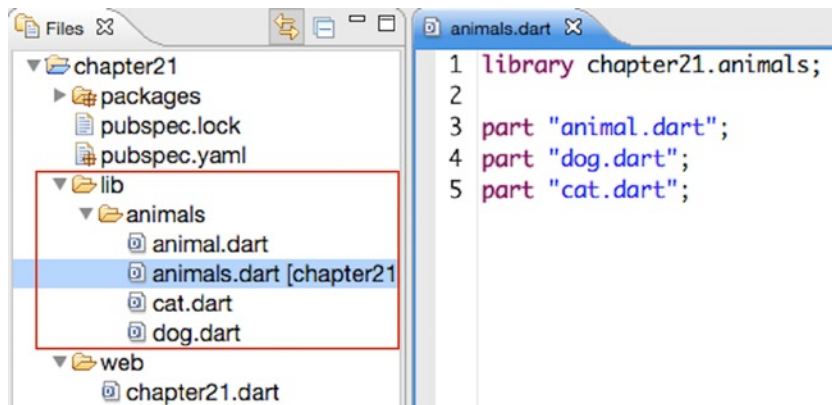 Files
chapter21
packages
pubspec.lock
pubspec.yaml
lib
animals
animal.dart
animals.dart [chapter21
cat.dart
dog.dart
web
chapter21.dart
animals.dart
1 library chapter21.animals;
2
3 part "animal.dart";
4 part "dog.dart";
5 part "cat.dart";